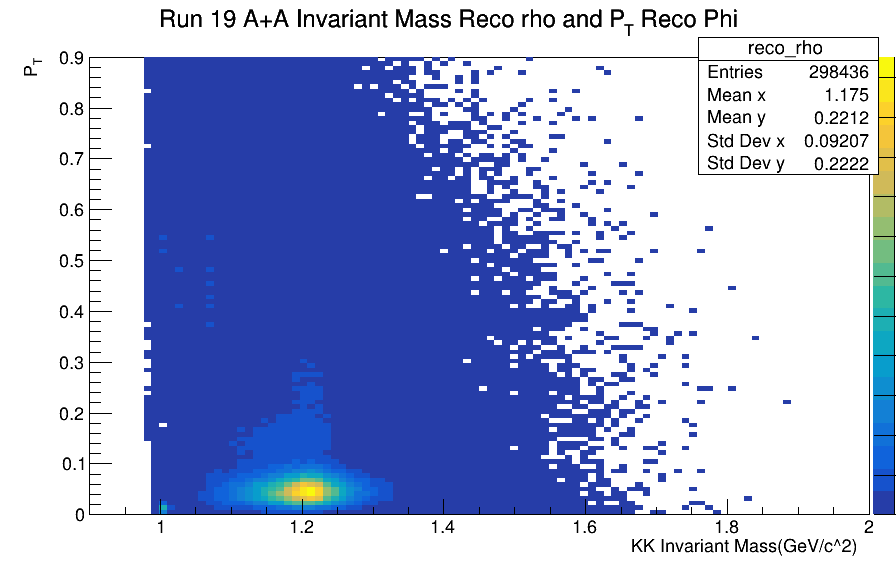 Run 19 A+A Invariant Mass Reco rho and P_T Reco Phi
reco_rho
Entries 298436
Mean x 1.175
Mean y 0.2212
Std Dev x 0.09207
Std Dev y 0.2222
P_T
0.9
0.8
0.7
0.6
0.5
0.4
0.3
0.2
0.1
0
1 1.2 1.4 1.6 1.8 2
KK Invariant Mass(GeV/c^2)